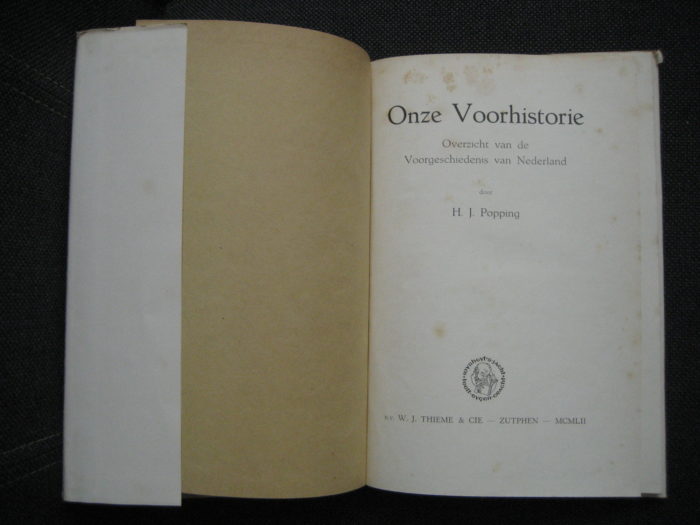 Onze Voorhistorie
Overzicht van de
Voorgeschiedenis van Nederland
door
H. J. Popping
N.V. W. J. THIEME & CIE — ZUTPHEN — MCMLII